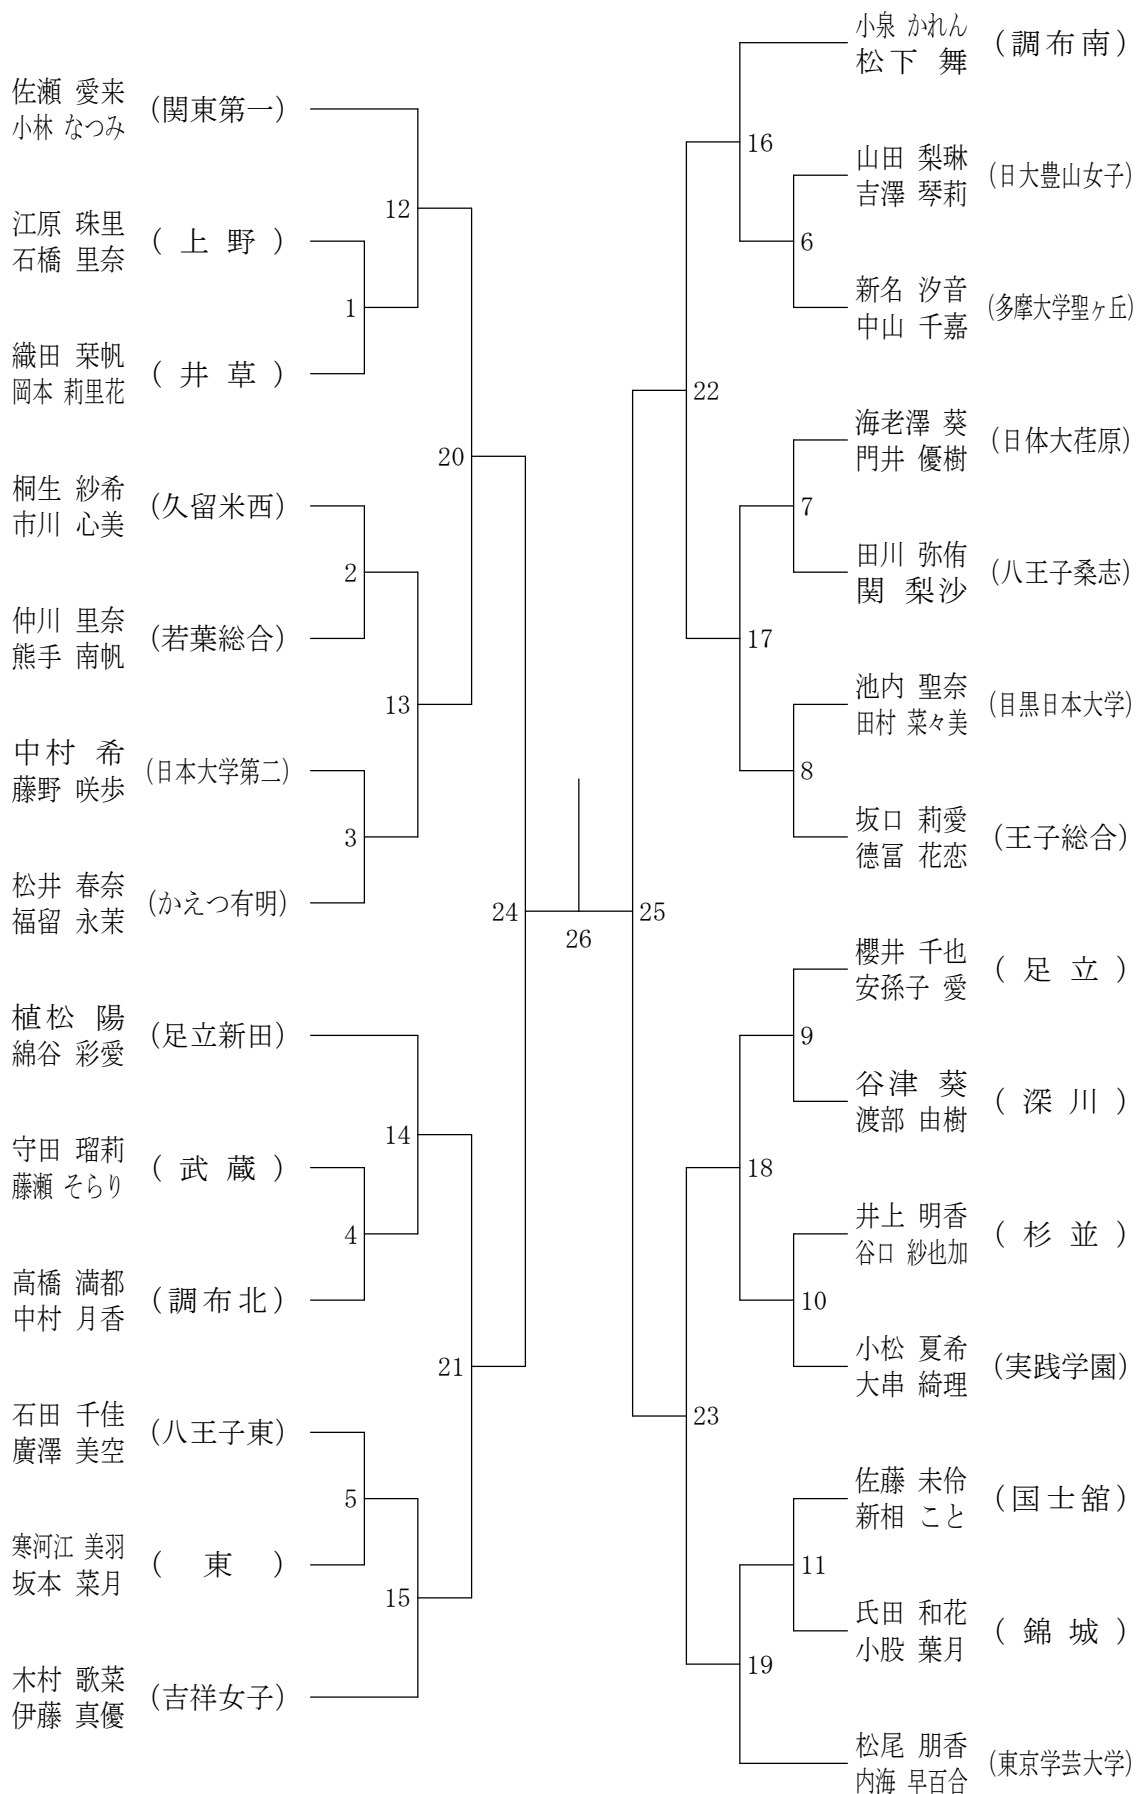 佐瀬 愛来
小林 なつみ
(関東第一)
江原 珠里
石橋 里奈
(上野)
織田 栞帆
岡本 莉里花
(井草)
桐生 紗希
市川 心美
(久留米西)
仲川 里奈
熊手 南帆
(若葉総合)
中村 希
藤野 咲歩
(日本大学第二)
松井 春奈
福留 永茉
(かえつ有明)
植松 陽
綿谷 彩愛
(足立新田)
守田 瑠莉
藤瀬 そらり
(武蔵)
高橋 満都
中村 月香
(調布北)
石田 千佳
廣澤 美空
(八王子東)
寒河江 美羽
坂本 菜月
(東)
木村 歌菜
伊藤 真優
(吉祥女子)
12
1
20
2
13
3
24
14
4
21
5
15
26
小泉 かれん
松下 舞
(調布南)
山田 梨琳
吉澤 琴莉
(日大豊山女子)
新名 汐音
中山 千嘉
(多摩大学聖ヶ丘)
海老澤 葵
門井 優樹
(日体大荏原)
田川 弥侑
関 梨沙
(八王子桑志)
池内 聖奈
田村 菜々美
(目黒日本大学)
坂口 莉愛
德冨 花恋
(王子総合)
櫻井 千也
安孫子 愛
(足立)
谷津 葵
渡部 由樹
(深川)
井上 明香
谷口 紗也加
(杉並)
小松 夏希
大串 綺理
(実践学園)
佐藤 未伶
新相 こと
(国士舘)
氏田 和花
小股 葉月
(錦城)
松尾 朋香
内海 早百合
(東京学芸大学)
16
6
22
7
17
8
25
9
18
10
23
11
19